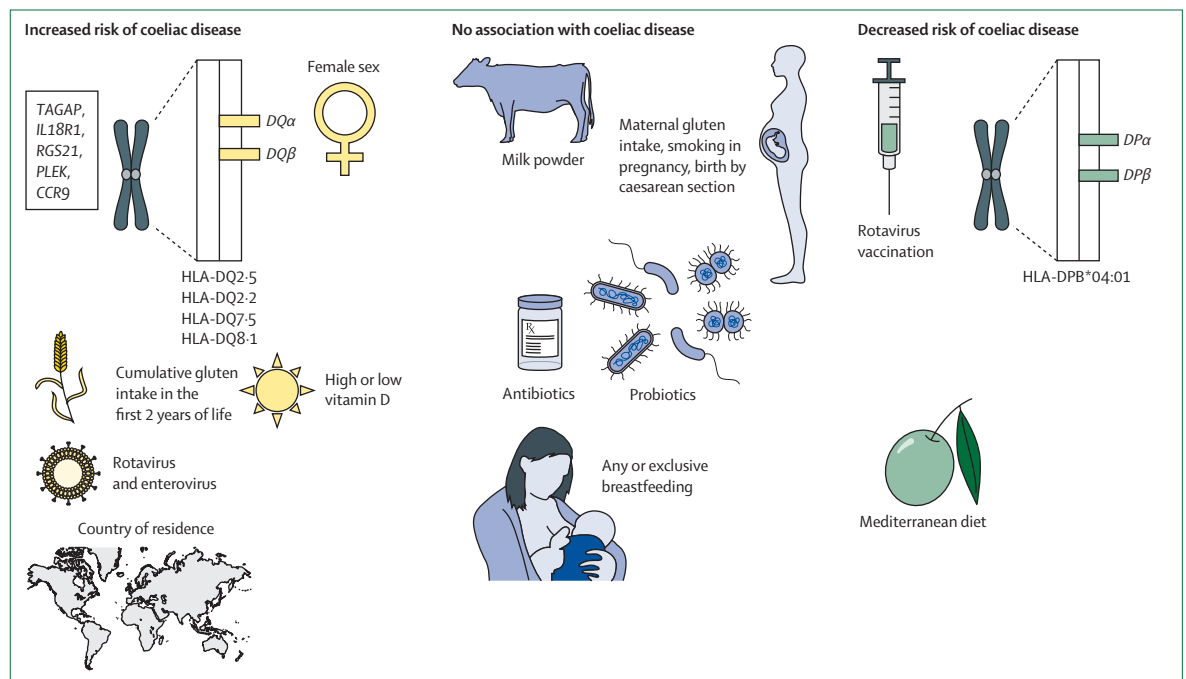 Increased risk of coeliac disease
TAGAP,
IL18R1,
RGS21,
PLEK,
CCR9
DQα
DQβ
Female sex
HLA-DQ2·5
HLA-DQ2·2
HLA-DQ7·5
HLA-DQ8·1
Cumulative gluten
intake in the
first 2 years of life
High or low
vitamin D
Rotavirus
and enterovirus
Country of residence
No association with coeliac disease
Milk powder
Maternal gluten
intake, smoking in
pregnancy, birth by
caesarean section
Rx
Antibiotics
Probiotics
Any or exclusive
breastfeeding
Decreased risk of coeliac disease
Rotavirus
vaccination
DPα
DPβ
HLA-DPB*04:01
Mediterranean diet